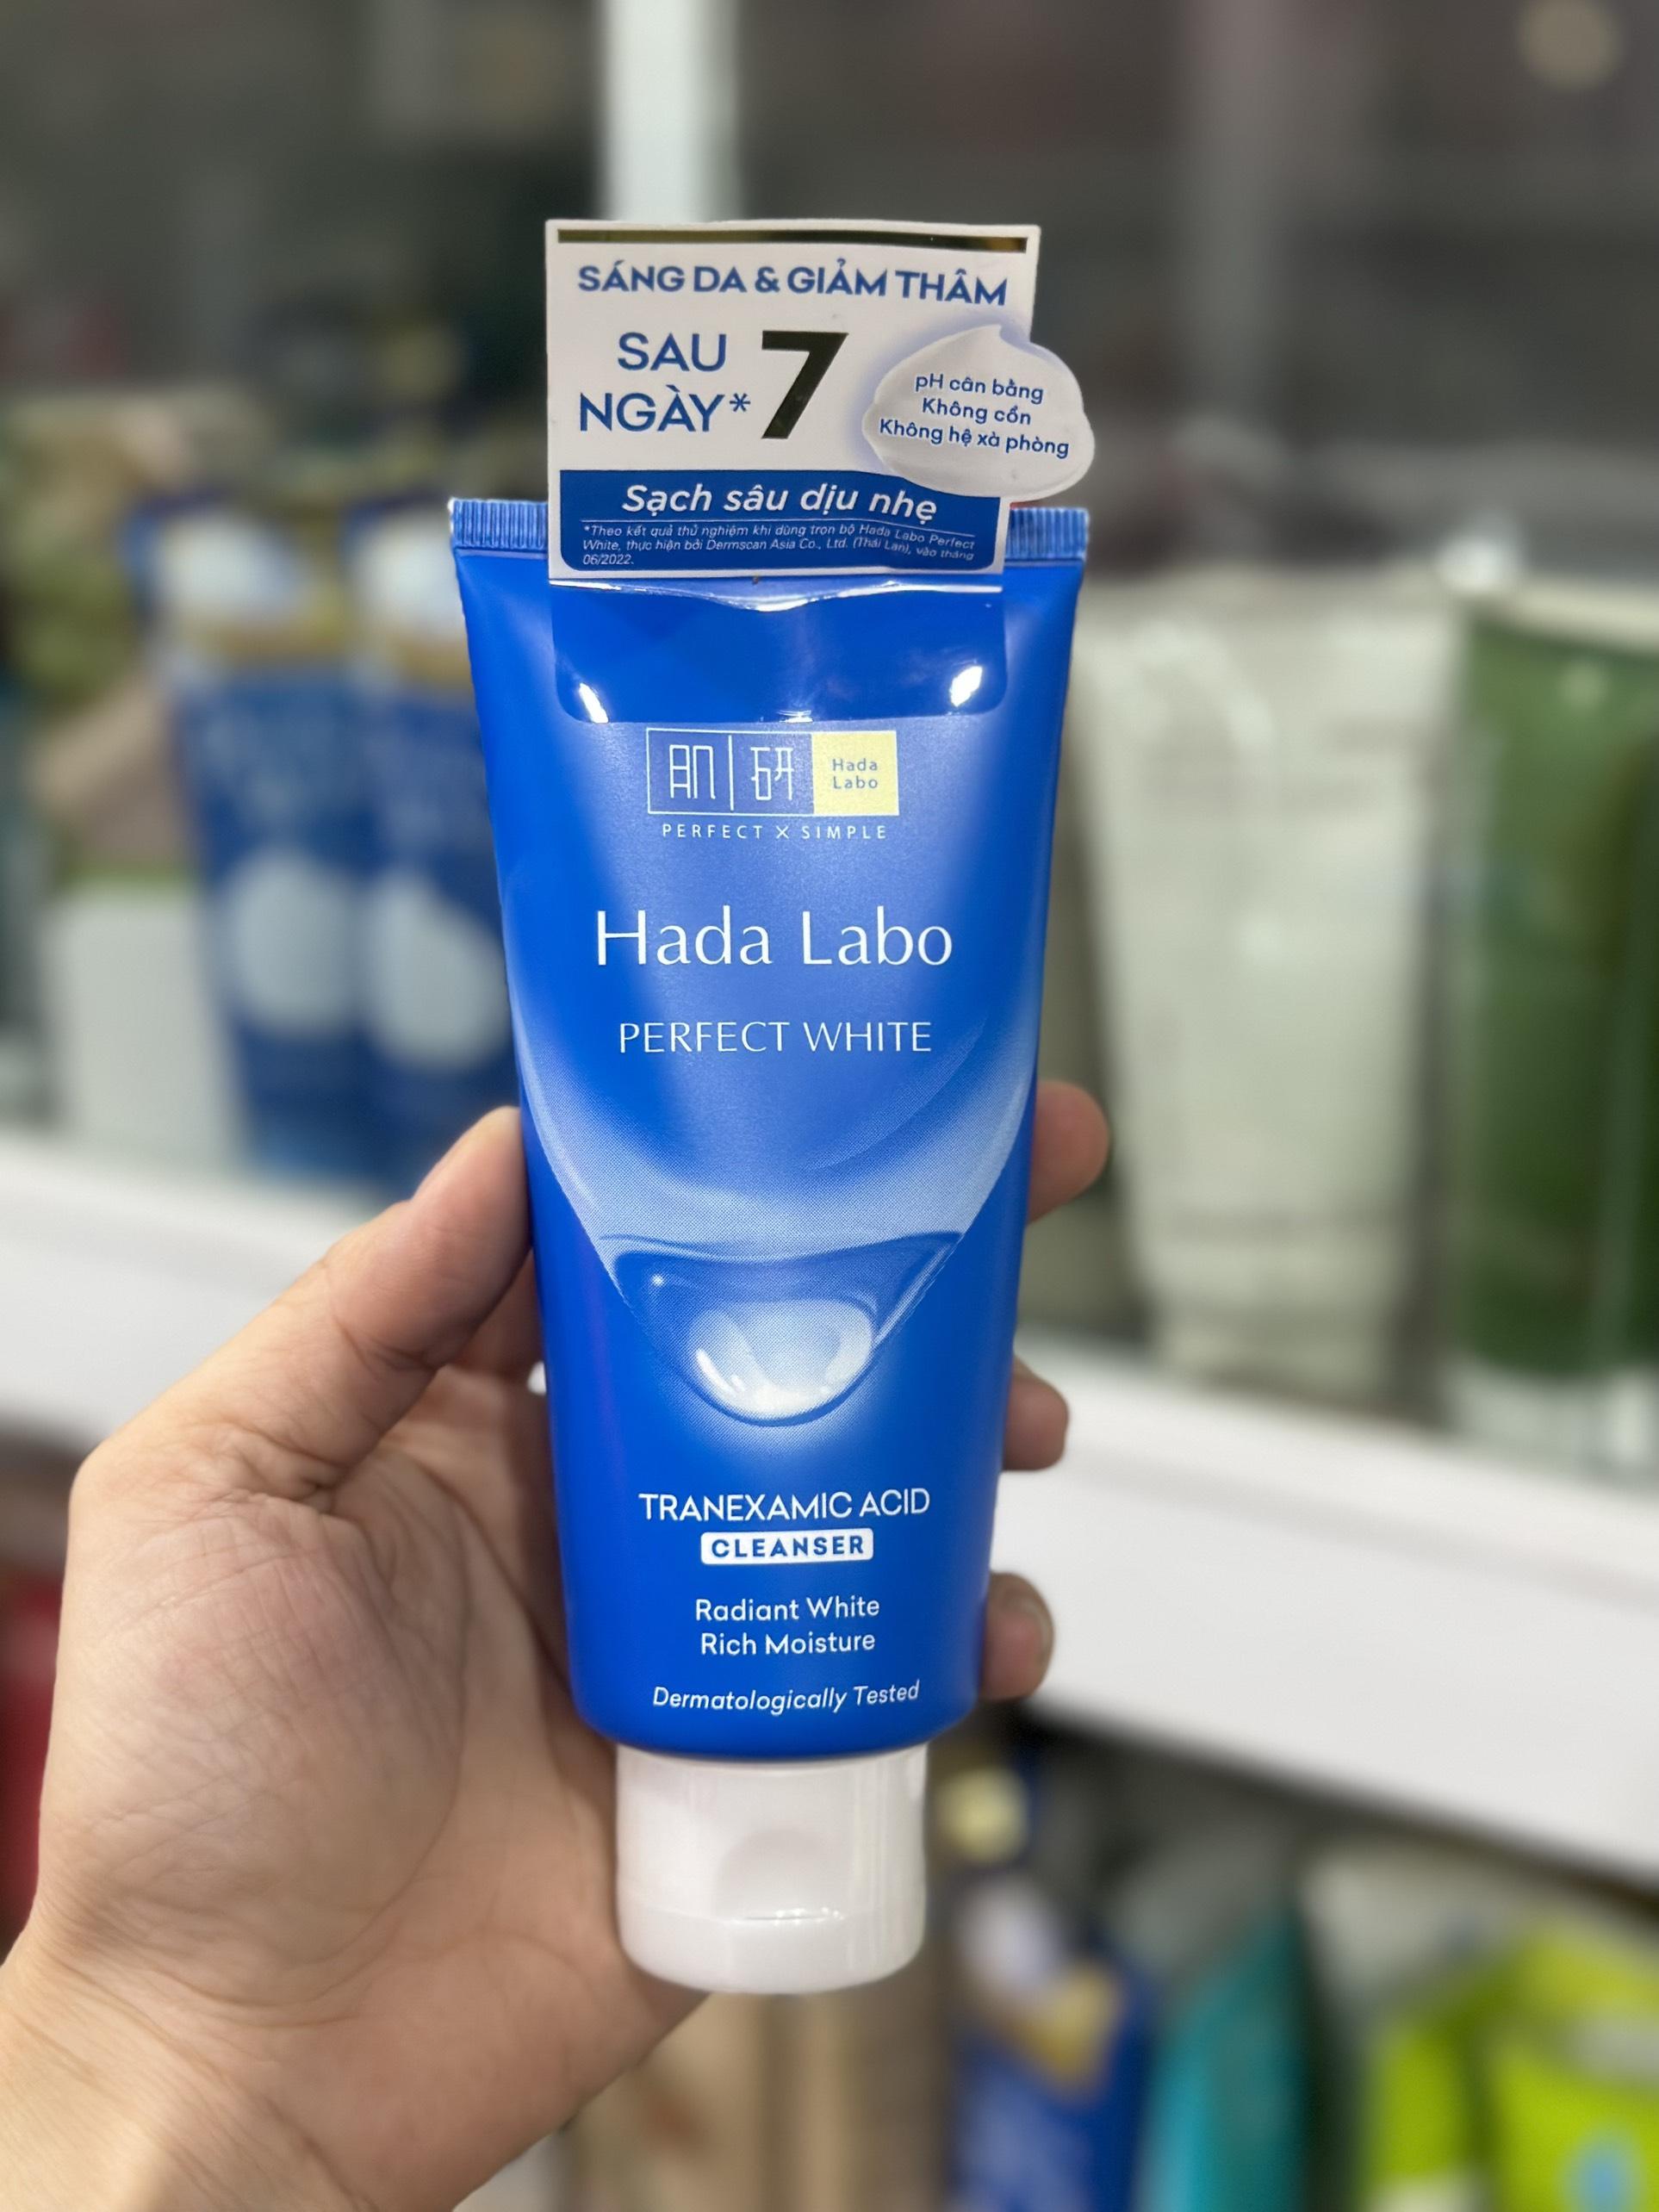 SÁNG DA & GIẢM THÂM
SAU 7
NGÀY*
pH cân bằng
Không cồn
Không hệ xà phòng
Sạch sâu dịu nhẹ
*Theo kết quả thử nghiệm khi dùng trọn bộ Hada Labo Perfect
White, thực hiện bởi Dermscan Asia Co., Ltd. (Thái Lan), vào tháng
06/2022.
肌研 Hada
Labo
PERFECT X SIMPLE
Hada Labo
PERFECT WHITE
TRANEXAMIC ACID
CLEANSER
Radiant White
Rich Moisture
Dermatologically Tested